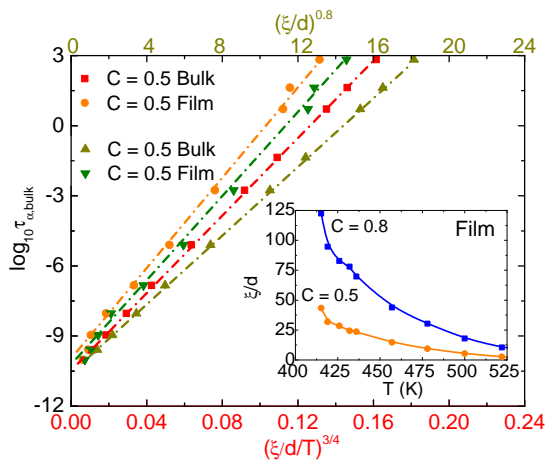 (ξ/d)^0.8
0 4 8 12 16 20 24 28
3
0
-3
-6
-9
-12
log₁₀ τ_α,bulk
C = 0.5 Bulk
C = 0.5 Film
C = 0.5 Bulk
C = 0.5 Film
Film
C = 0.8
C = 0.5
125
100
75
50
25
0
ξ/d
400 425 450 475 500 525
T (K)
0.00 0.04 0.08 0.12 0.16 0.20 0.24
(ξ/d/T)^3/4